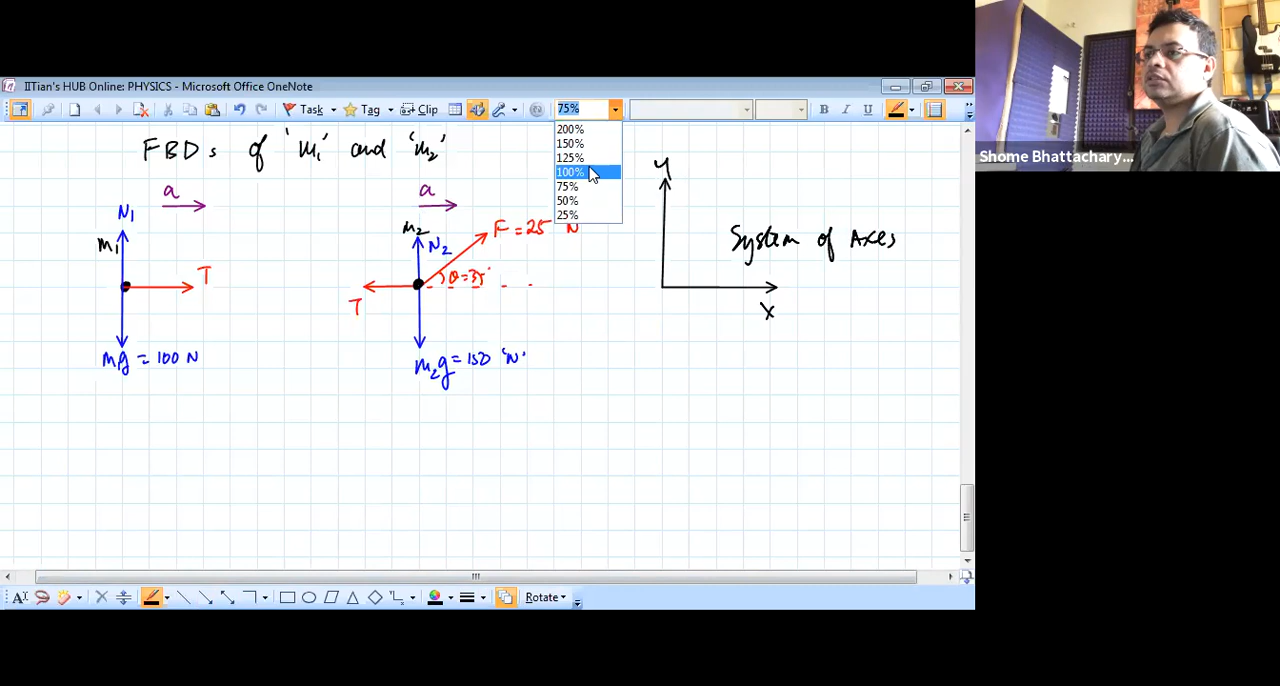 IITian's HUB Online: PHYSICS - Microsoft Office OneNote
Task
Tag
Clip
75%
B I U
200%
150%
125%
100%
75%
50%
25%
Shome Bhattachary...
FBDs of 'm₁' and 'm₂'
a
N₁
m₁
T
mg = 100 N
a
m₂
N₂
F = 25 N
θ=35°
T
m₂g = 150 'N'
Y
System of Axes
X
Rotate